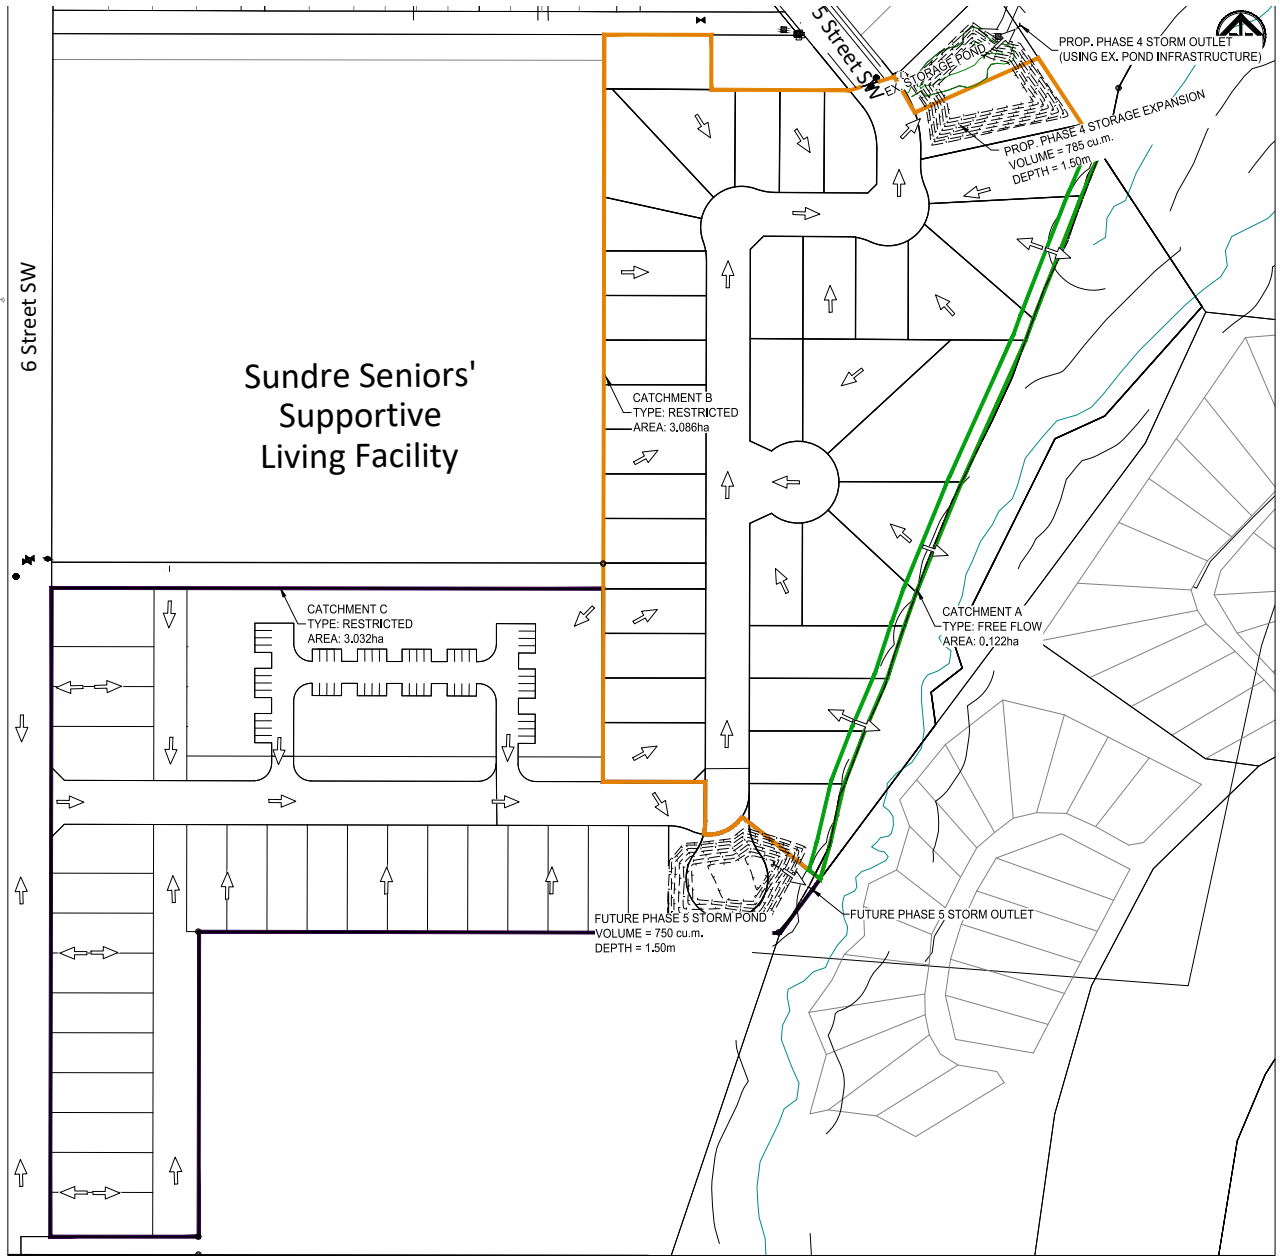 5 Street SW
EX. STORAGE POND
PROP. PHASE 4 STORM OUTLET
(USING EX. POND INFRASTRUCTURE)
PROP. PHASE 4 STORAGE EXPANSION
VOLUME = 785 cu.m.
DEPTH = 1.50m
6 Street SW
Sundre Seniors'
Supportive
Living Facility
CATCHMENT B
TYPE: RESTRICTED
AREA: 3.086ha
CATCHMENT C
TYPE: RESTRICTED
AREA: 3.032ha
CATCHMENT A
TYPE: FREE FLOW
AREA: 0.122ha
FUTURE PHASE 5 STORM POND
VOLUME = 750 cu.m.
DEPTH = 1.50m
FUTURE PHASE 5 STORM OUTLET